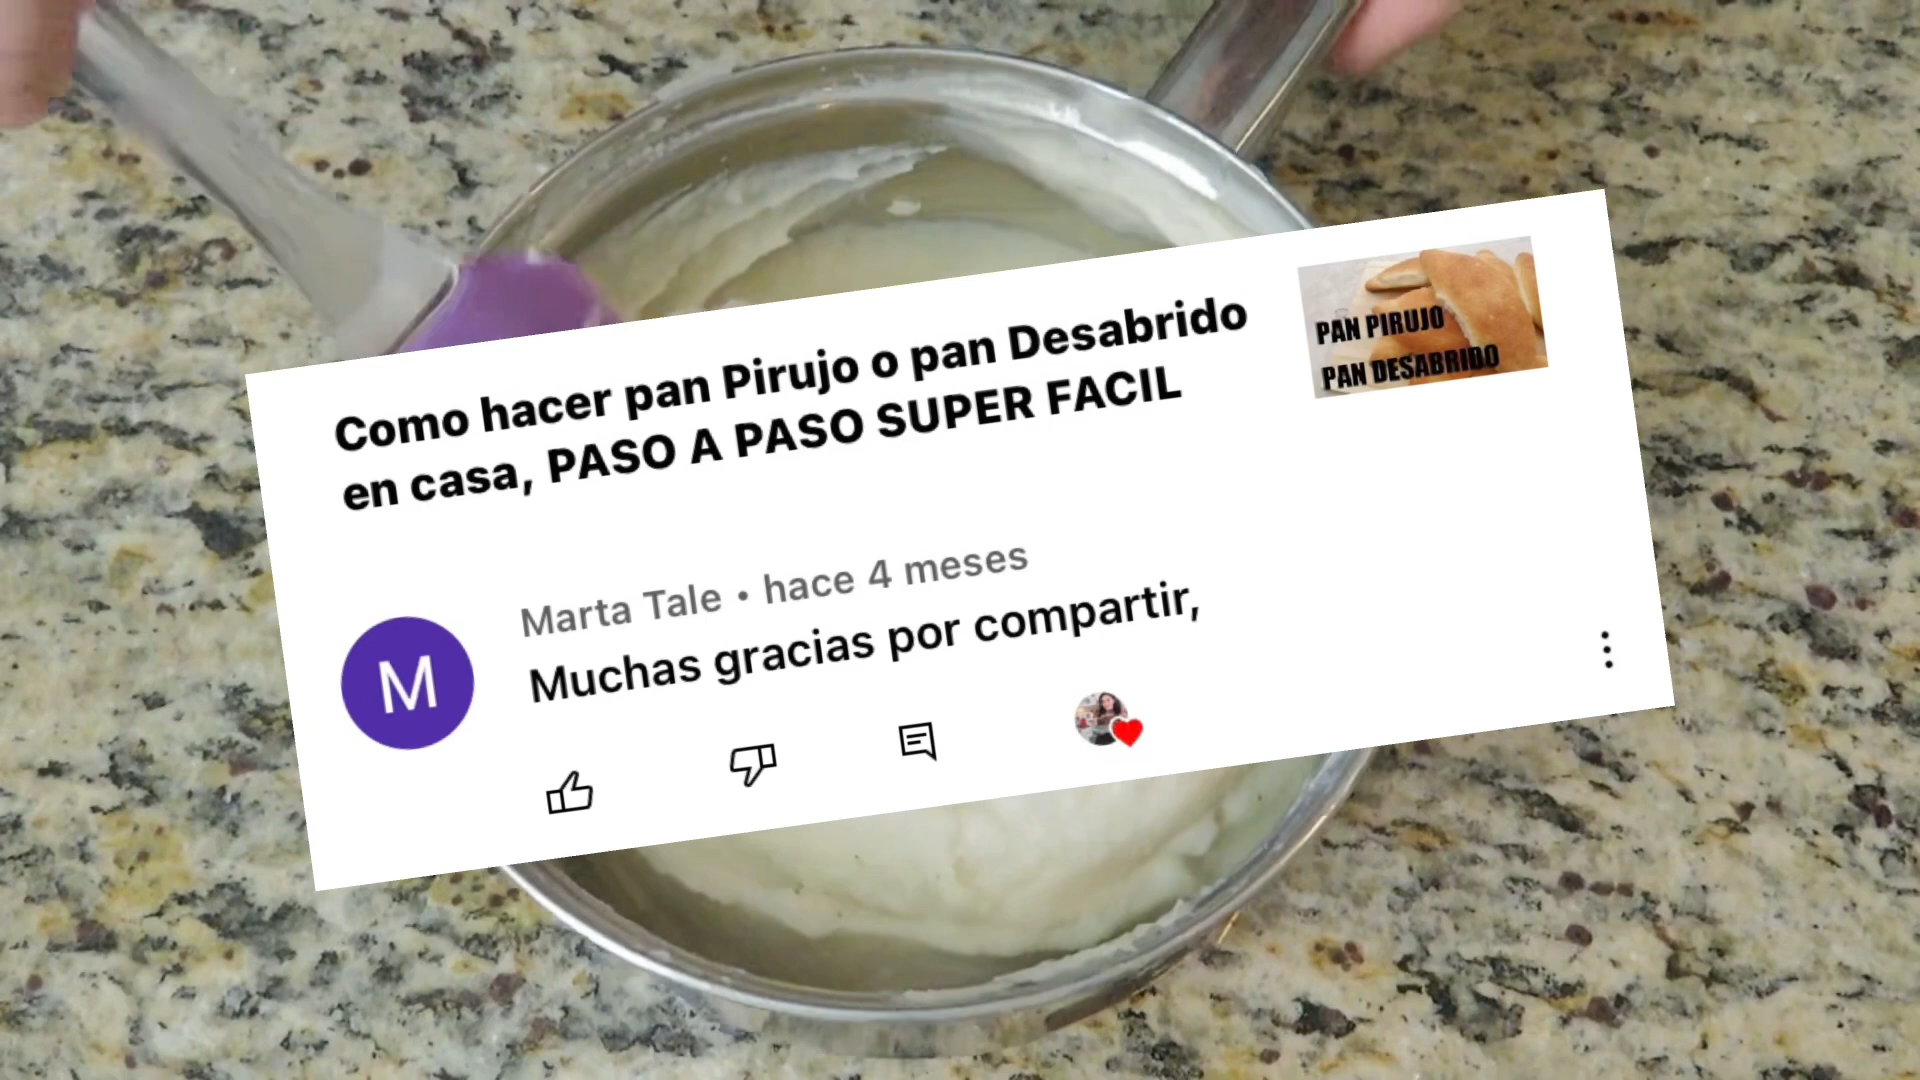 Como hacer pan Pirujo o pan Desabrido
en casa, PASO A PASO SUPER FACIL
PAN PIRUJO
PAN DESABRIDO
Marta Tale • hace 4 meses
M
Muchas gracias por compartir,